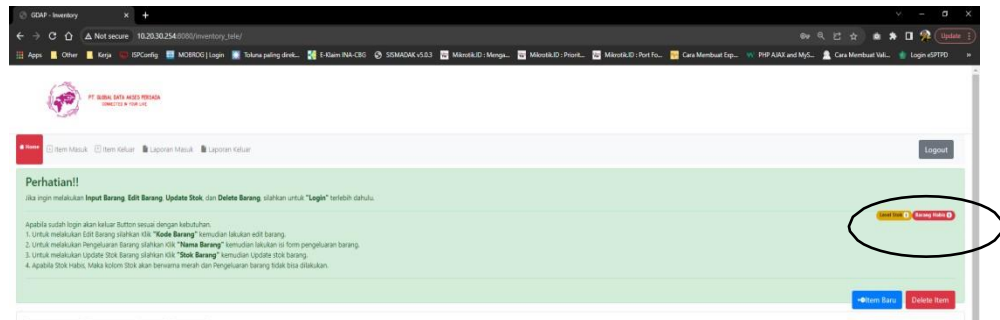 GDAP - Inventory
Not secure 10.20.30.254:8080/inventory_tele/
Update
Apps Other Kerja ISPConfig MOBROG | Login Toluna paling direk... E-Klaim INA-CBG SISMADAK v5.0.3 Mikrotik.ID : Menga... Mikrotik.ID : Priorit... Mikrotik.ID : Port Fo... Cara Membuat Exp... PHP AJAX and MyS... Cara Membuat Vali... Login eSPTPD
PT. GLOBAL DATA AKSES PERSADA
CONNECTED IN YOUR LIFE
Home Item Masuk Item Keluar Laporan Masuk Laporan Keluar Logout
Perhatian!!
Jika ingin melakukan Input Barang, Edit Barang, Update Stok, dan Delete Barang, silahkan untuk "Login" terlebih dahulu.
Level Stok Barang Habis
Apabila sudah login akan keluar Button sesuai dengan kebutuhan.
1. Untuk melakukan Edit Barang silahkan Klik "Kode Barang" kemudian lakukan edit barang.
2. Untuk melakukan Pengeluaran Barang silahkan Klik "Nama Barang" kemudian lakukan isi form pengeluaran barang.
3. Untuk melakukan Update Stok Barang silahkan Klik "Stok Barang" kemudian Update stok barang.
4. Apabila Stok Habis, Maka kolom Stok akan berwarna merah dan Pengeluaran barang tidak bisa dilakukan.
Item Baru Delete Item